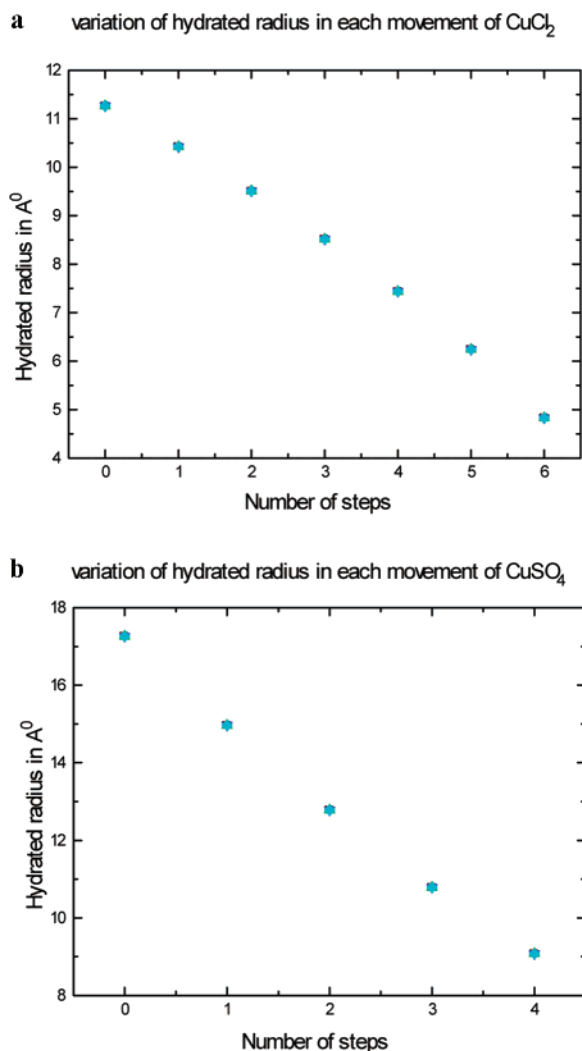 a variation of hydrated radius in each movement of CuCl₂
12
11
10
9
8
7
6
5
4
Hydrated radius in A⁰
0 1 2 3 4 5 6
Number of steps
b variation of hydrated radius in each movement of CuSO₄
18
16
14
12
10
8
Hydrated radius in A⁰
0 1 2 3 4
Number of steps